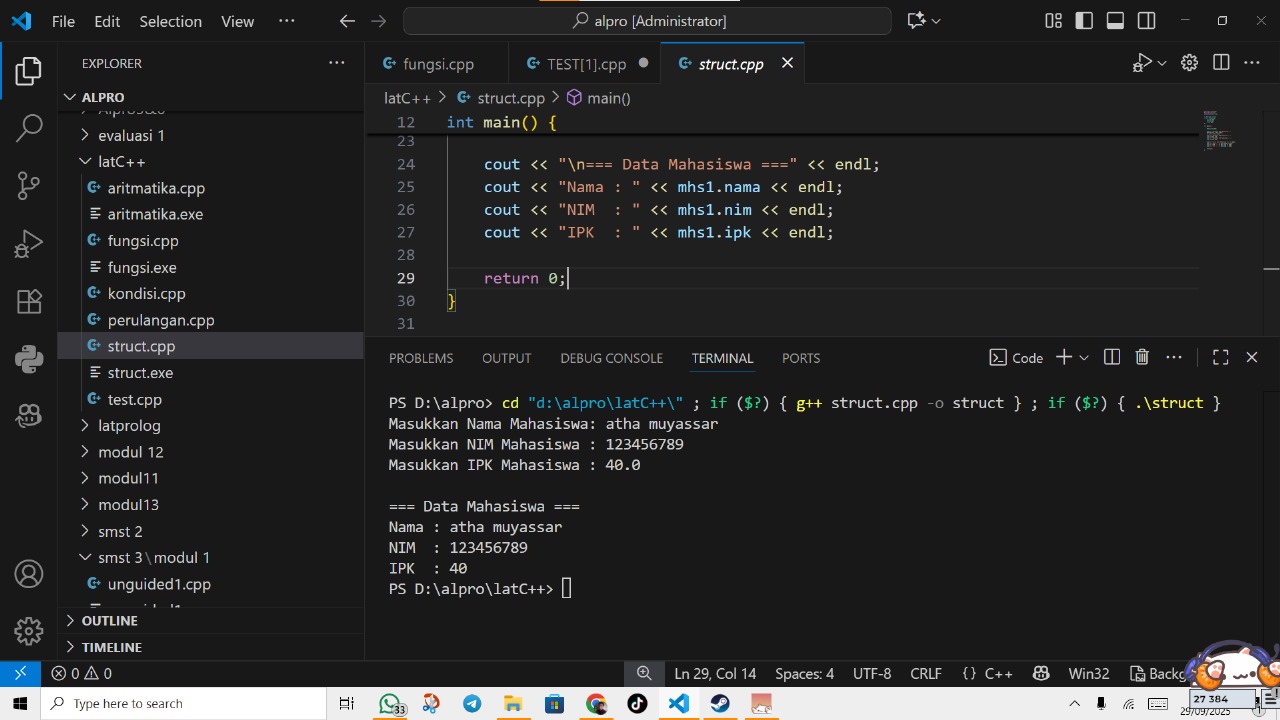 File Edit Selection View ··· alpro [Administrator]
EXPLORER ···
ALPRO
evaluasi 1
latC++
aritmatika.cpp
aritmatika.exe
fungsi.cpp
fungsi.exe
kondisi.cpp
perulangan.cpp
struct.cpp
struct.exe
test.cpp
latprolog
modul 12
modul11
modul13
smst 2
smst 3\modul 1
unguided1.cpp
OUTLINE
TIMELINE
fungsi.cpp TEST[1].cpp struct.cpp
latC++ > struct.cpp > main()
12 int main() {
23
24 cout << "\n=== Data Mahasiswa ===" << endl;
25 cout << "Nama : " << mhs1.nama << endl;
26 cout << "NIM  : " << mhs1.nim << endl;
27 cout << "IPK  : " << mhs1.ipk << endl;
28
29 return 0;
30 }
31
PROBLEMS OUTPUT DEBUG CONSOLE TERMINAL PORTS Code
PS D:\alpro> cd "d:\alpro\latC++\" ; if ($?) { g++ struct.cpp -o struct } ; if ($?) { .\struct }
Masukkan Nama Mahasiswa: atha muyassar
Masukkan NIM Mahasiswa : 123456789
Masukkan IPK Mahasiswa : 40.0
=== Data Mahasiswa ===
Nama : atha muyassar
NIM  : 123456789
IPK  : 40
PS D:\alpro\latC++>
0 0 Ln 29, Col 14 Spaces: 4 UTF-8 CRLF {} C++ Win32
Type here to search
33
27 384
29/09/2025